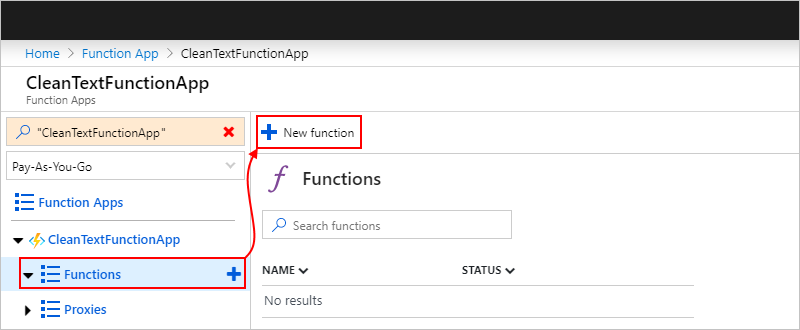 Home > Function App > CleanTextFunctionApp
CleanTextFunctionApp
Function Apps
"CleanTextFunctionApp"
Pay-As-You-Go
Function Apps
CleanTextFunctionApp
Functions
Proxies
New function
Functions
Search functions
NAME STATUS
No results